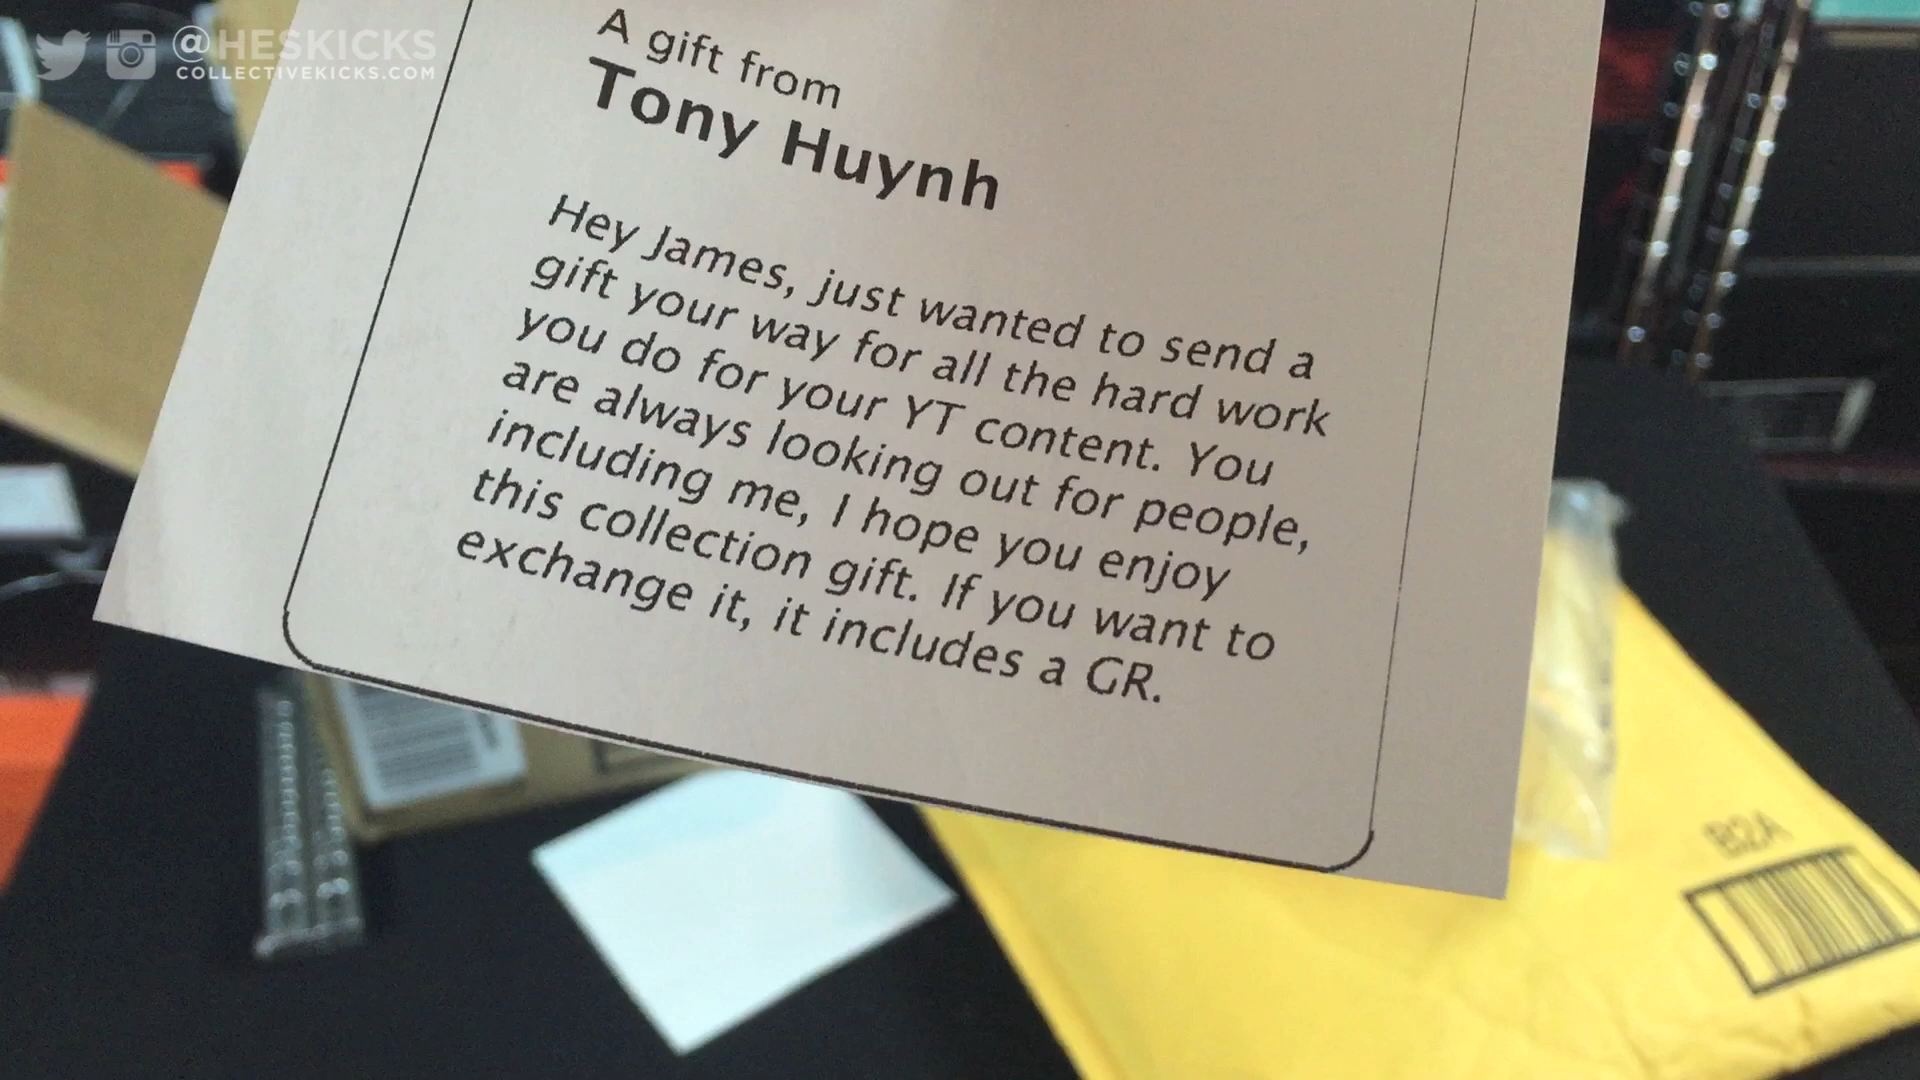 @HESKICKS
COLLECTIVEKICKS.COM
A gift from
Tony Huynh
Hey James, just wanted to send a
gift your way for all the hard work
you do for your YT content. You
are always looking out for people,
including me, I hope you enjoy
this collection gift. If you want to
exchange it, it includes a GR.
B2A